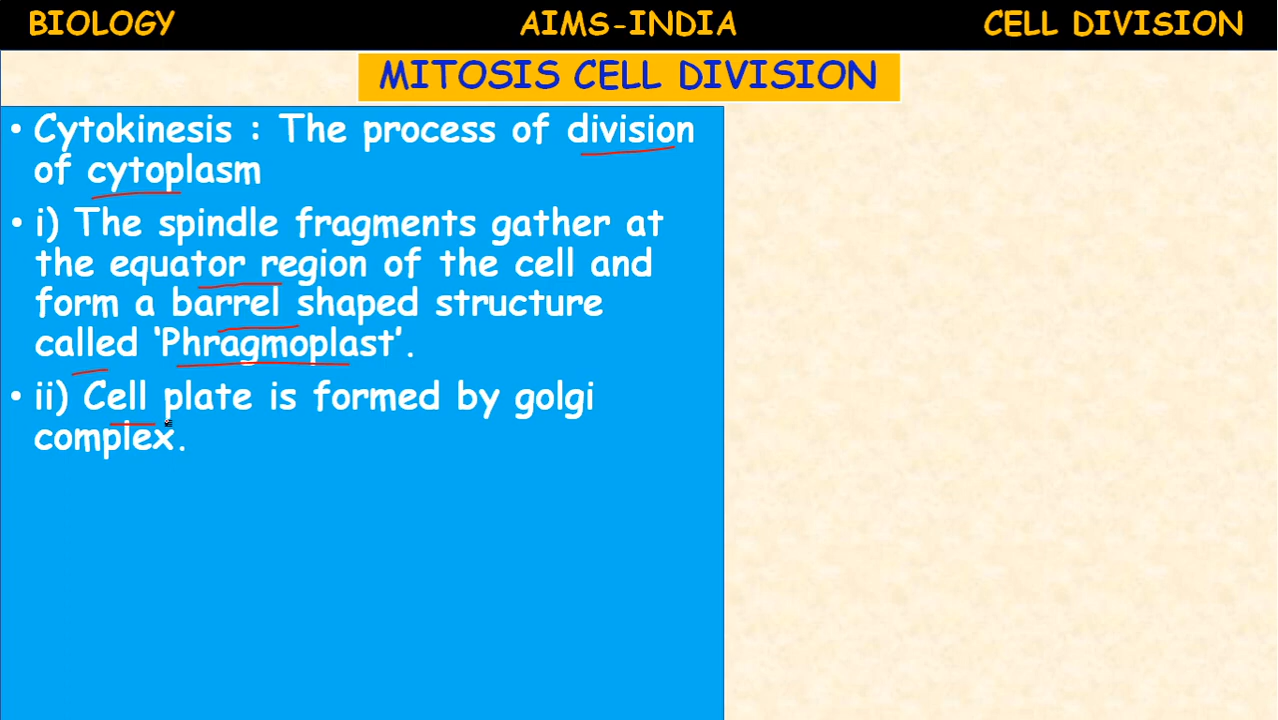 BIOLOGY AIMS-INDIA CELL DIVISION
MITOSIS CELL DIVISION
• Cytokinesis : The process of division
of cytoplasm
• i) The spindle fragments gather at
the equator region of the cell and
form a barrel shaped structure
called ‘Phragmoplast’.
• ii) Cell plate is formed by golgi
complex.